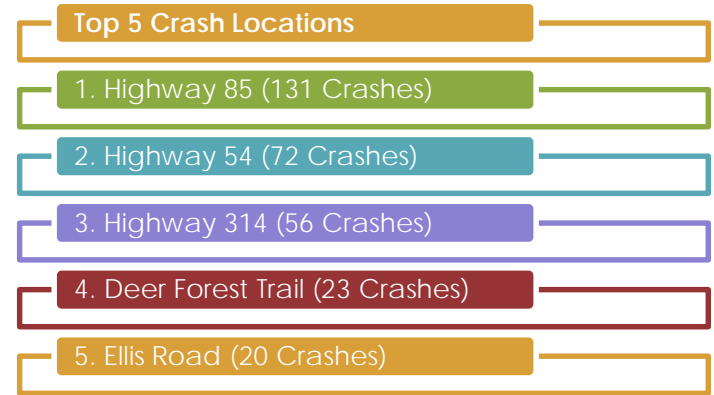 Top 5 Crash Locations
1. Highway 85 (131 Crashes)
2. Highway 54 (72 Crashes)
3. Highway 314 (56 Crashes)
4. Deer Forest Trail (23 Crashes)
5. Ellis Road (20 Crashes)